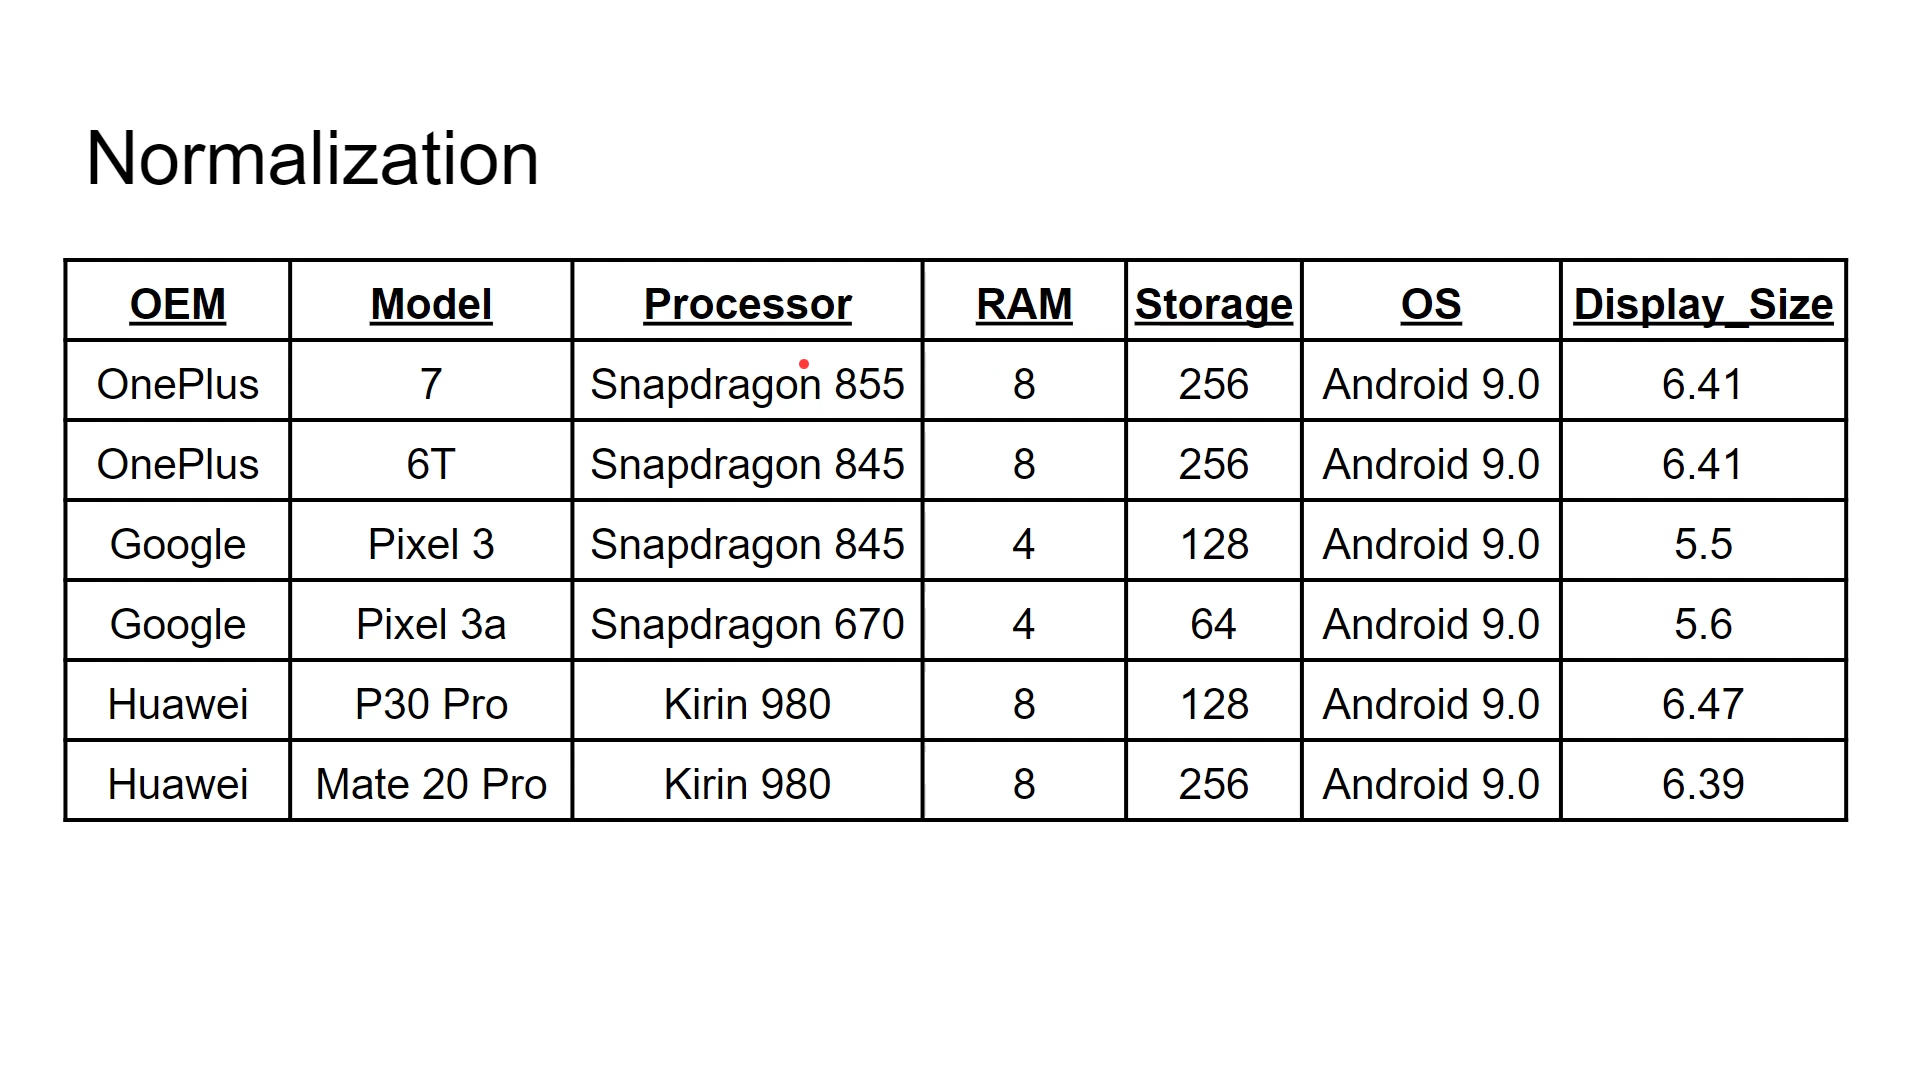 Normalization
OEM Model Processor RAM Storage OS Display_Size
OnePlus 7 Snapdragon 855 8 256 Android 9.0 6.41
OnePlus 6T Snapdragon 845 8 256 Android 9.0 6.41
Google Pixel 3 Snapdragon 845 4 128 Android 9.0 5.5
Google Pixel 3a Snapdragon 670 4 64 Android 9.0 5.6
Huawei P30 Pro Kirin 980 8 128 Android 9.0 6.47
Huawei Mate 20 Pro Kirin 980 8 256 Android 9.0 6.39